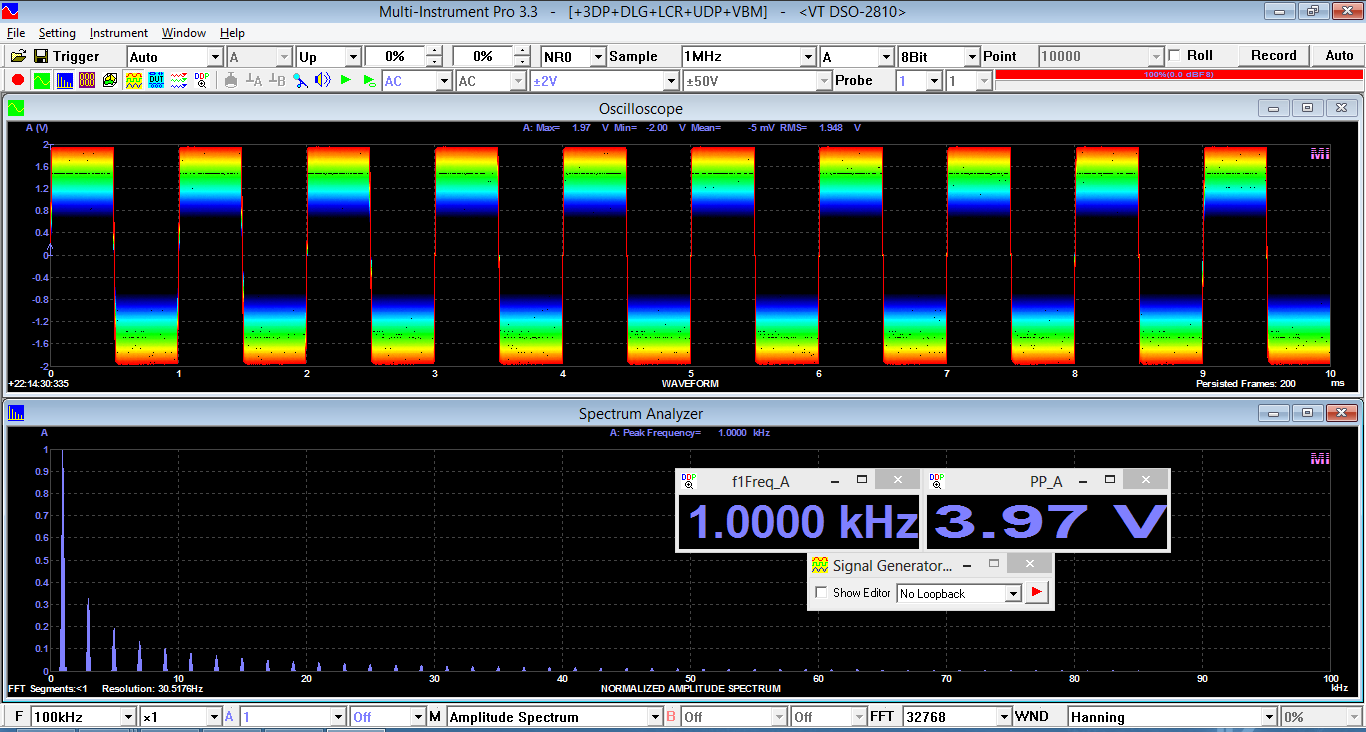 Multi-Instrument Pro 3.3 - [+3DP+DLG+LCR+UDP+VBM] - <VT DSO-2810>
File Setting Instrument Window Help
Trigger Auto A Up 0% 0% NR0 Sample 1MHz A 8Bit Point 10000 Roll Record Auto
DUT DDP A B AC AC ±2V ±50V Probe 1 1 100%(0.0 dBFS)
Oscilloscope
A (V) A: Max= 1.97 V Min= -2.00 V Mean= -5 mV RMS= 1.948 V
2
MI
1.6
1.2
0.8
0.4
0
-0.4
-0.8
-1.2
-1.6
-2
0 1 2 3 4 5 6 7 8 9 10
+22:14:30:335 WAVEFORM Persisted Frames: 200 ms
Spectrum Analyzer
A A: Peak Frequency= 1.0000 kHz
1
MI
0.9
0.8
0.7
0.6
0.5
0.4
0.3
0.2
0.1
0
DDP f1Freq_A
1.0000 kHz
DDP PP_A
3.97 V
Signal Generator...
Show Editor No Loopback
0 10 20 30 40 50 60 70 80 90 100
FFT Segments:<1 Resolution: 30.5176Hz NORMALIZED AMPLITUDE SPECTRUM kHz
F 100kHz ×1 A 1 Off M Amplitude Spectrum B Off Off FFT 32768 WND Hanning 0%